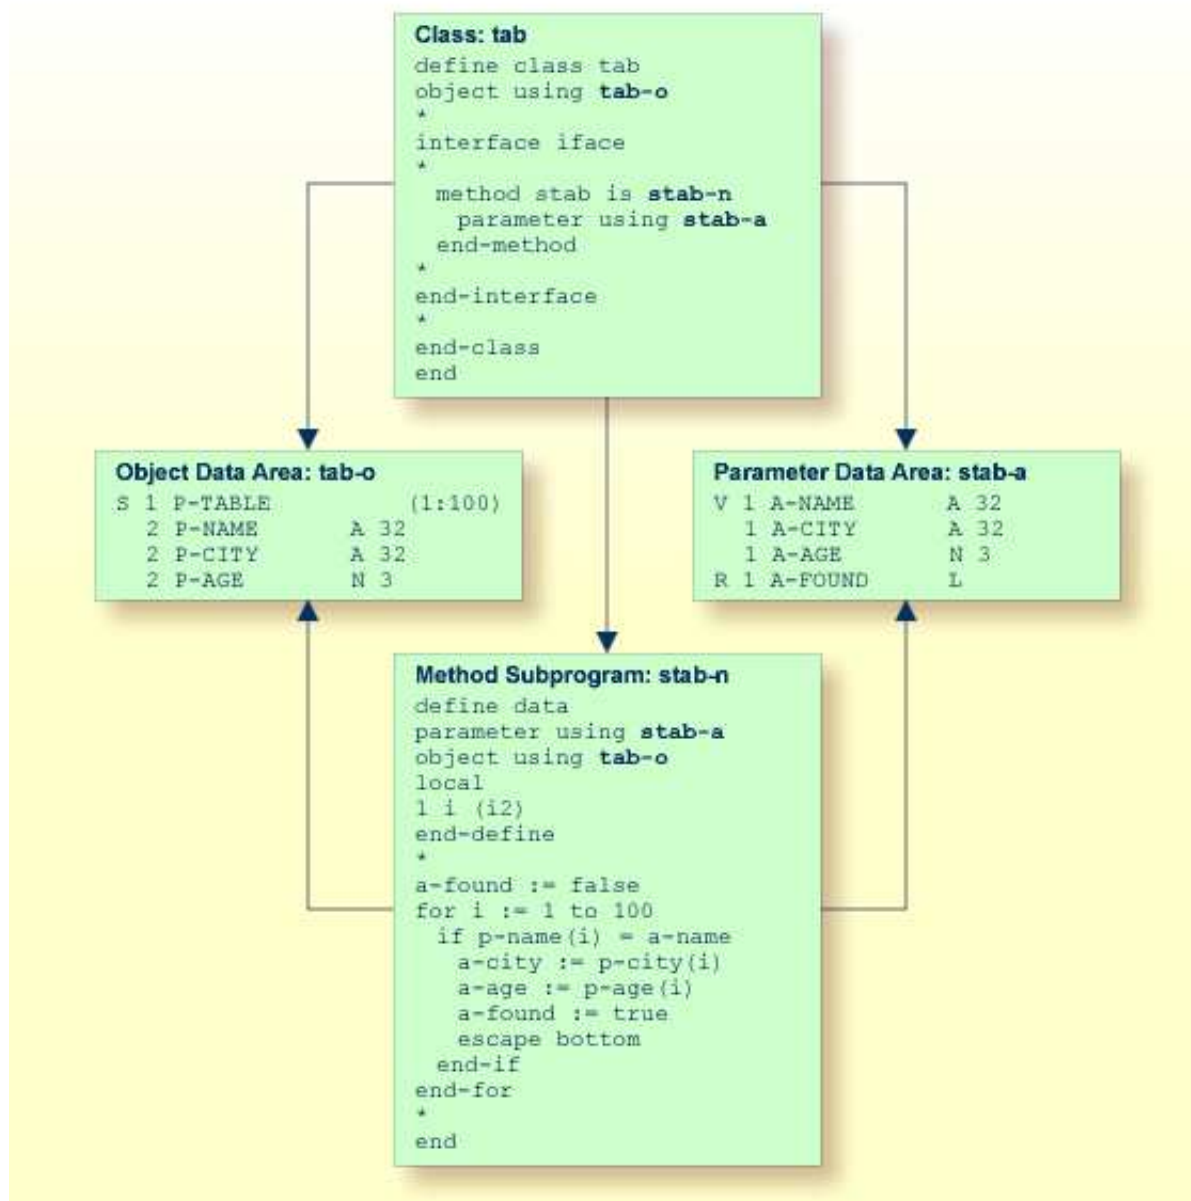 Class: tab
define class tab
object using tab-o
*
interface iface
*
method stab is stab-n
parameter using stab-a
end-method
*
end-interface
*
end-class
end
Object Data Area: tab-o
S 1 P-TABLE (1:100)
2 P-NAME A 32
2 P-CITY A 32
2 P-AGE N 3
Parameter Data Area: stab-a
V 1 A-NAME A 32
1 A-CITY A 32
1 A-AGE N 3
R 1 A-FOUND L
Method Subprogram: stab-n
define data
parameter using stab-a
object using tab-o
local
1 i (i2)
end-define
*
a-found := false
for i := 1 to 100
if p-name(i) = a-name
a-city := p-city(i)
a-age := p-age(i)
a-found := true
escape bottom
end-if
end-for
*
end